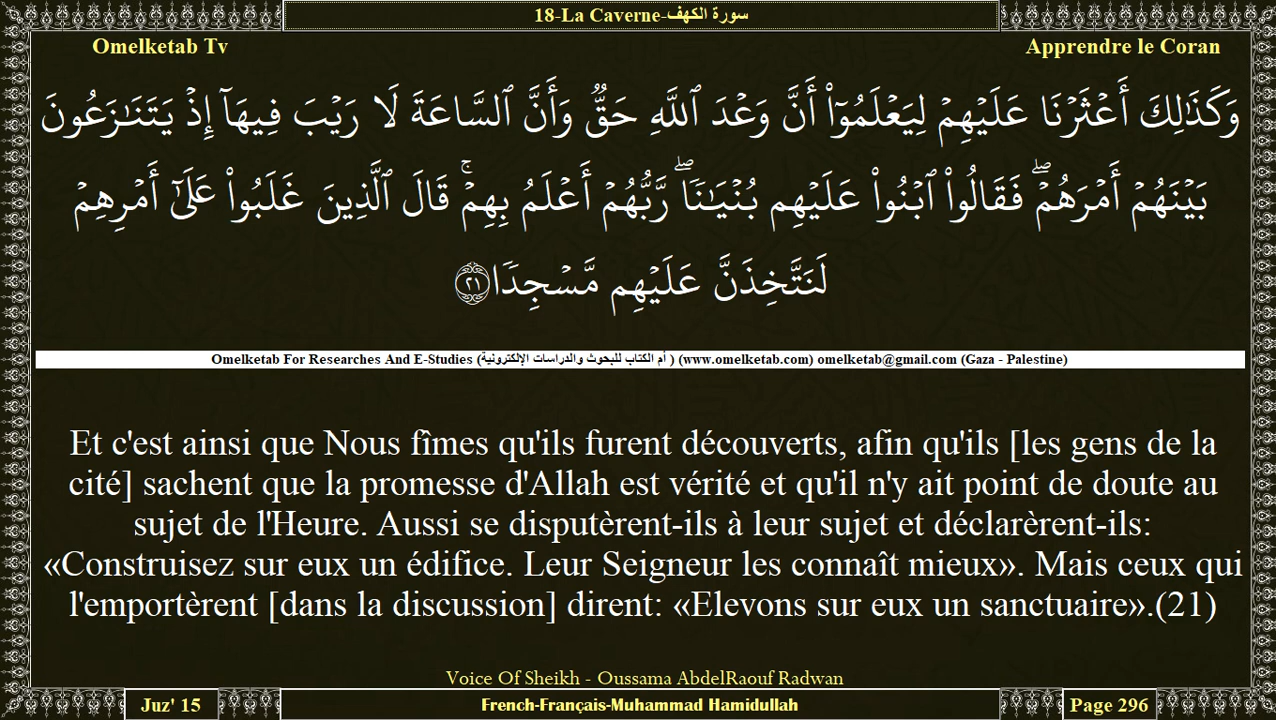 18-La Caverne-سورة الكهف
Omelketab Tv
Apprendre le Coran
وَكَذَٰلِكَ أَعْثَرْنَا عَلَيْهِمْ لِيَعْلَمُوٓا۟ أَنَّ وَعْدَ ٱللَّهِ حَقٌّۭ وَأَنَّ ٱلسَّاعَةَ لَا رَيْبَ فِيهَآ إِذْ يَتَنَٰزَعُونَ
بَيْنَهُمْ أَمْرَهُمْ ۖ فَقَالُوا۟ ٱبْنُوا۟ عَلَيْهِم بُنْيَٰنًۭا ۖ رَّبُّهُمْ أَعْلَمُ بِهِمْ ۚ قَالَ ٱلَّذِينَ غَلَبُوا۟ عَلَىٰٓ أَمْرِهِمْ
لَنَتَّخِذَنَّ عَلَيْهِم مَّسْجِدًۭا ٢١
Omelketab For Researches And E-Studies (أم الكتاب للبحوث والدراسات الإلكترونية ) (www.omelketab.com) omelketab@gmail.com (Gaza - Palestine)
Et c'est ainsi que Nous fîmes qu'ils furent découverts, afin qu'ils [les gens de la
cité] sachent que la promesse d'Allah est vérité et qu'il n'y ait point de doute au
sujet de l'Heure. Aussi se disputèrent-ils à leur sujet et déclarèrent-ils:
«Construisez sur eux un édifice. Leur Seigneur les connaît mieux». Mais ceux qui
l'emportèrent [dans la discussion] dirent: «Elevons sur eux un sanctuaire».(21)
Voice Of Sheikh - Oussama AbdelRaouf Radwan
Juz' 15
French-Français-Muhammad Hamidullah
Page 296